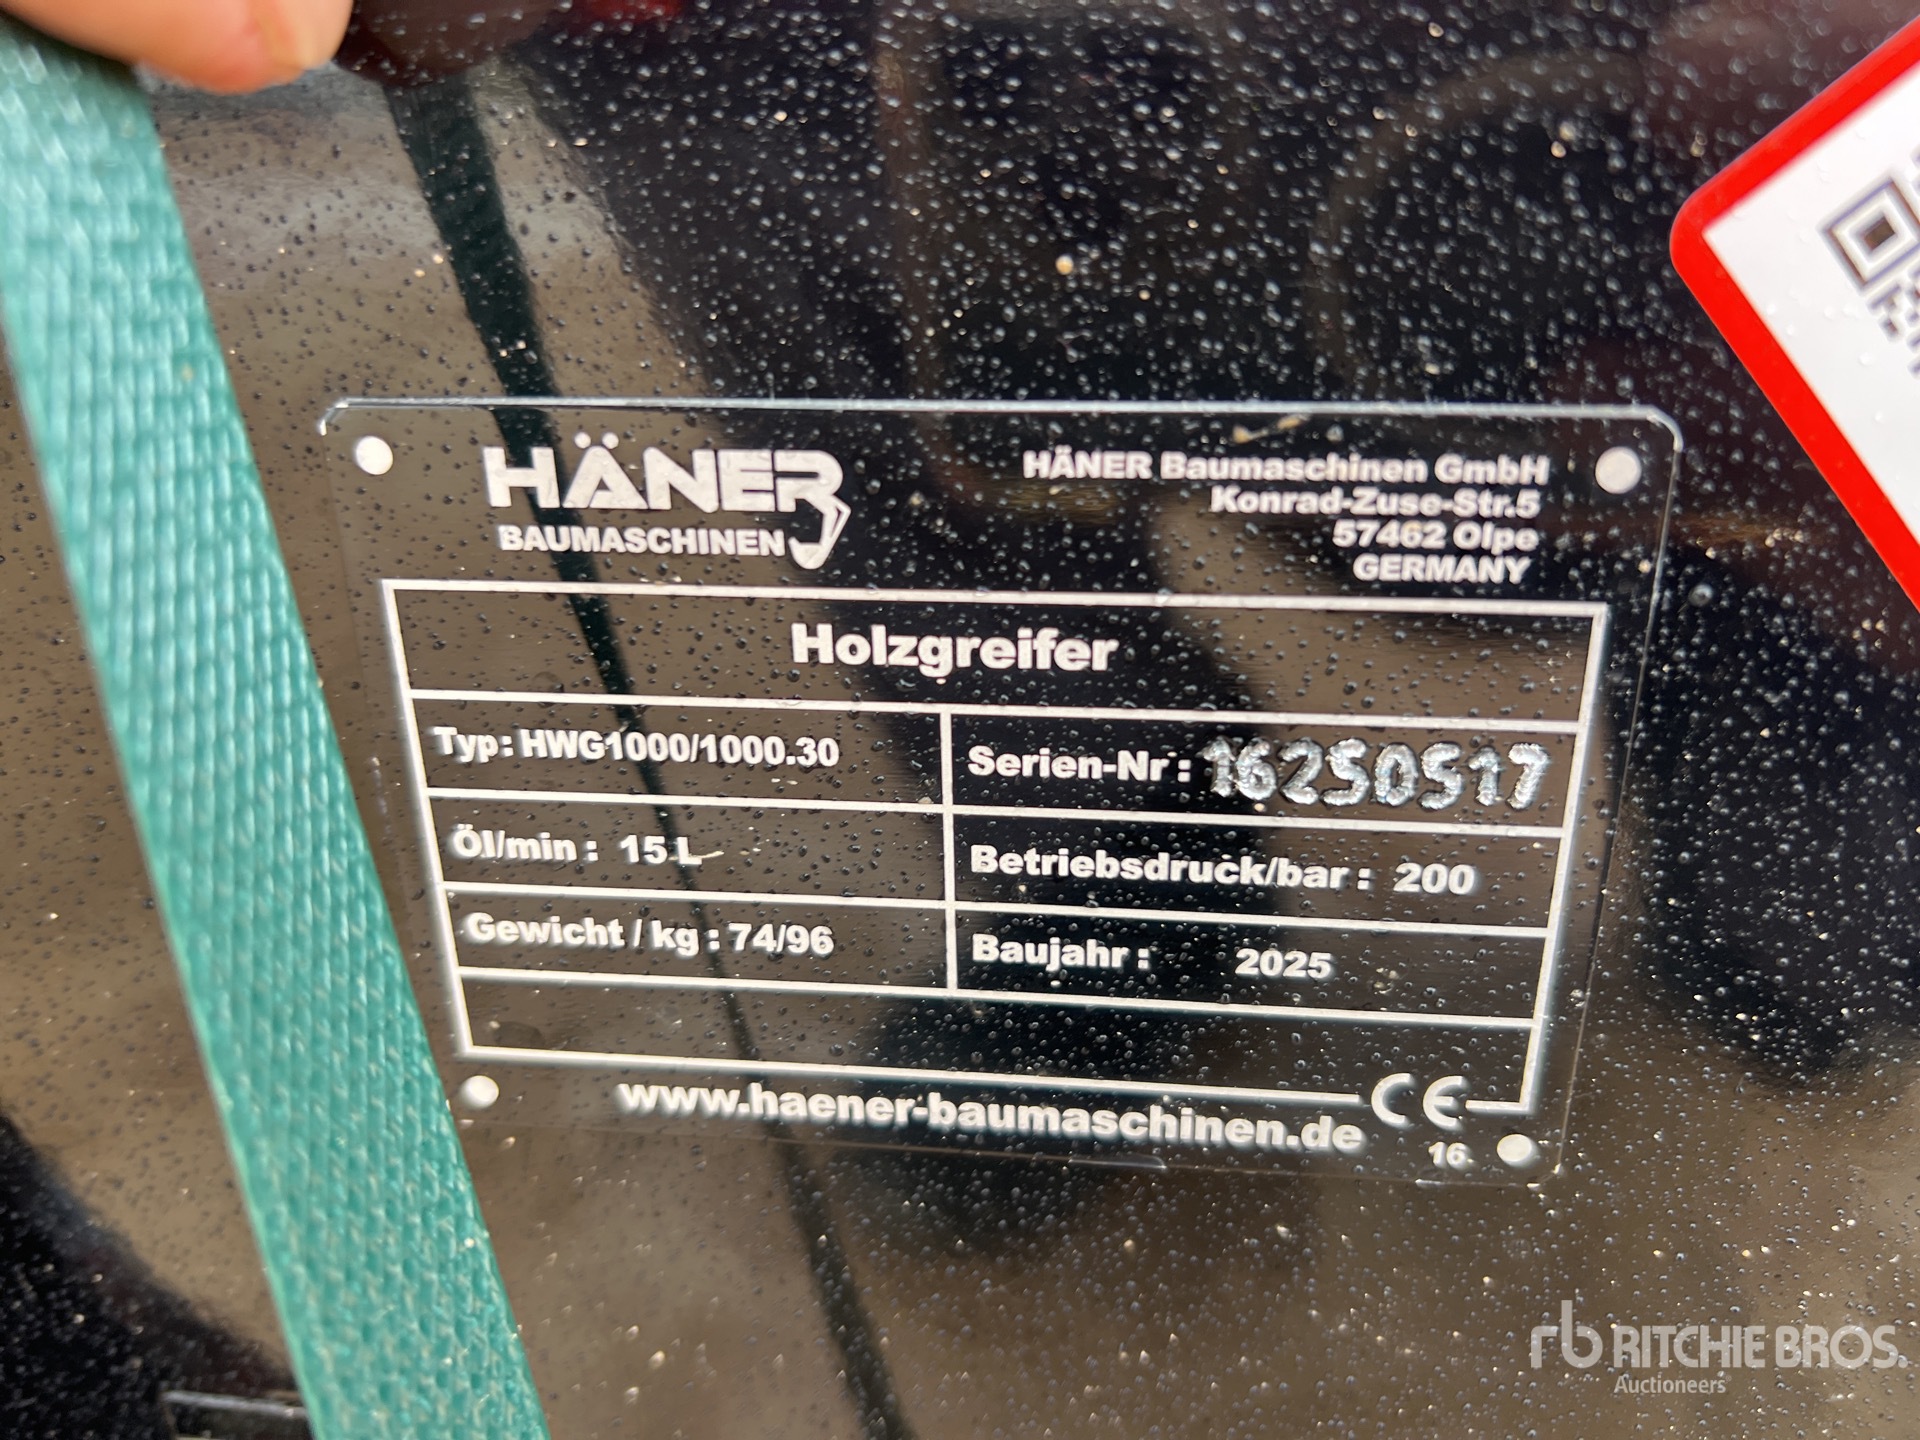 HÄNER
BAUMASCHINEN
HÄNER Baumaschinen GmbH
Konrad-Zuse-Str.5
57462 Olpe
GERMANY
Holzgreifer
Typ: HWG1000/1000.30
Serien-Nr : 16250517
Öl/min : 15 L
Betriebsdruck/bar : 200
Gewicht / kg : 74/96
Baujahr : 2025
CE
www.haener-baumaschinen.de
16.
rb RITCHIE BROS.
Auctioneers